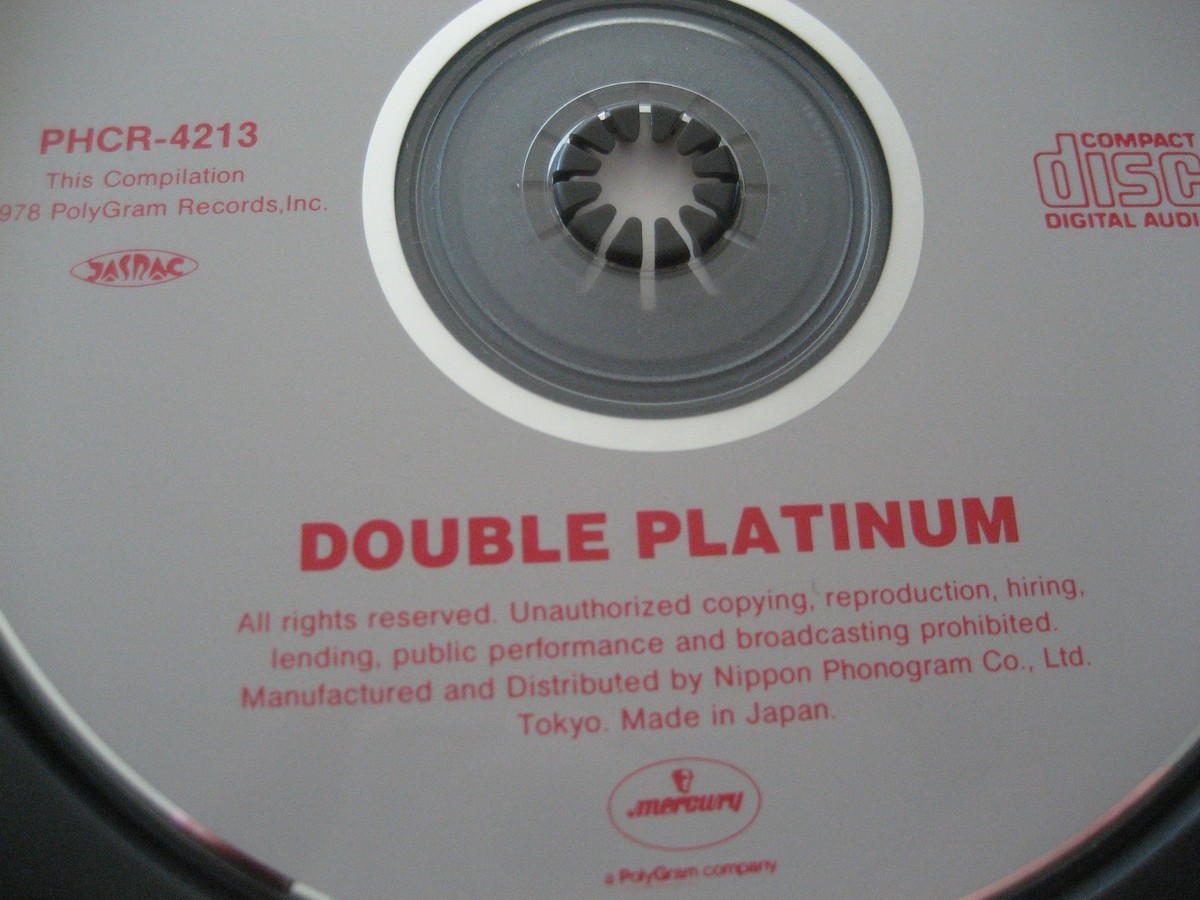 PHCR-4213
This Compilation
978 PolyGram Records,Inc.
JASRAC
COMPACT
disc
DIGITAL AUDI
DOUBLE PLATINUM
All rights reserved. Unauthorized copying, reproduction, hiring,
lending, public performance and broadcasting prohibited.
Manufactured and Distributed by Nippon Phonogram Co., Ltd.
Tokyo. Made in Japan.
mercury
a PolyGram company